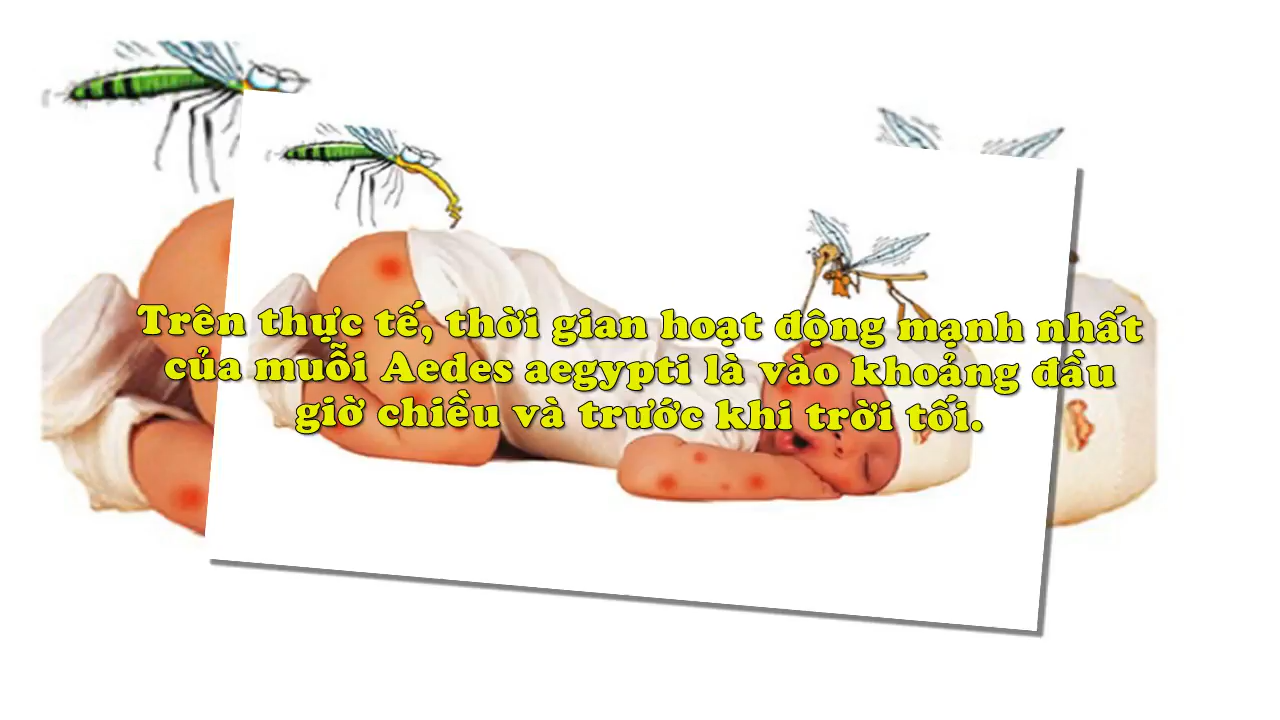 Trên thực tế, thời gian hoạt động mạnh nhất
của muỗi Aedes aegypti là vào khoảng đầu
giờ chiều và trước khi trời tối.